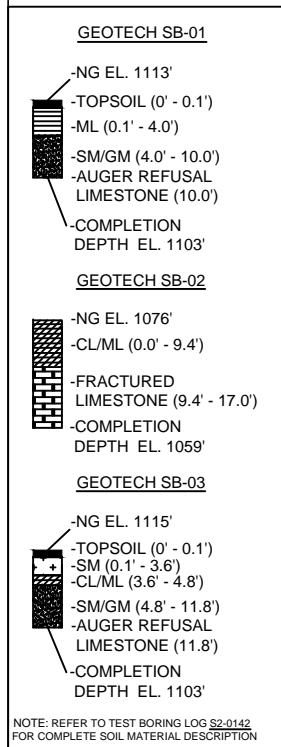 GEOTECH SB-01
-NG EL. 1113'
-TOPSOIL (0' - 0.1')
-ML (0.1' - 4.0')
-SM/GM (4.0' - 10.0')
-AUGER REFUSAL
LIMESTONE (10.0')
-COMPLETION
DEPTH EL. 1103'
GEOTECH SB-02
-NG EL. 1076'
-CL/ML (0.0' - 9.4')
-FRACTURED
LIMESTONE (9.4' - 17.0')
-COMPLETION
DEPTH EL. 1059'
GEOTECH SB-03
-NG EL. 1115'
-TOPSOIL (0' - 0.1')
-SM (0.1' - 3.6')
-CL/ML (3.6' - 4.8')
-SM/GM (4.8' - 11.8')
-AUGER REFUSAL
LIMESTONE (11.8')
-COMPLETION
DEPTH EL. 1103'
NOTE: REFER TO TEST BORING LOG S2-0142
FOR COMPLETE SOIL MATERIAL DESCRIPTION